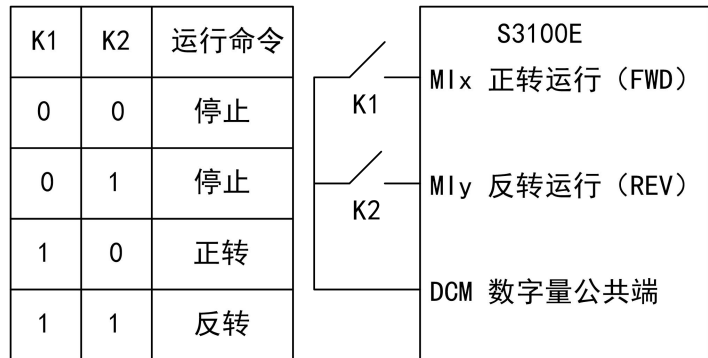 K1 K2 运行命令
0 0 停止
0 1 停止
1 0 正转
1 1 反转
S3100E
K1
MIx 正转运行（FWD）
K2
MIy 反转运行（REV）
DCM 数字量公共端